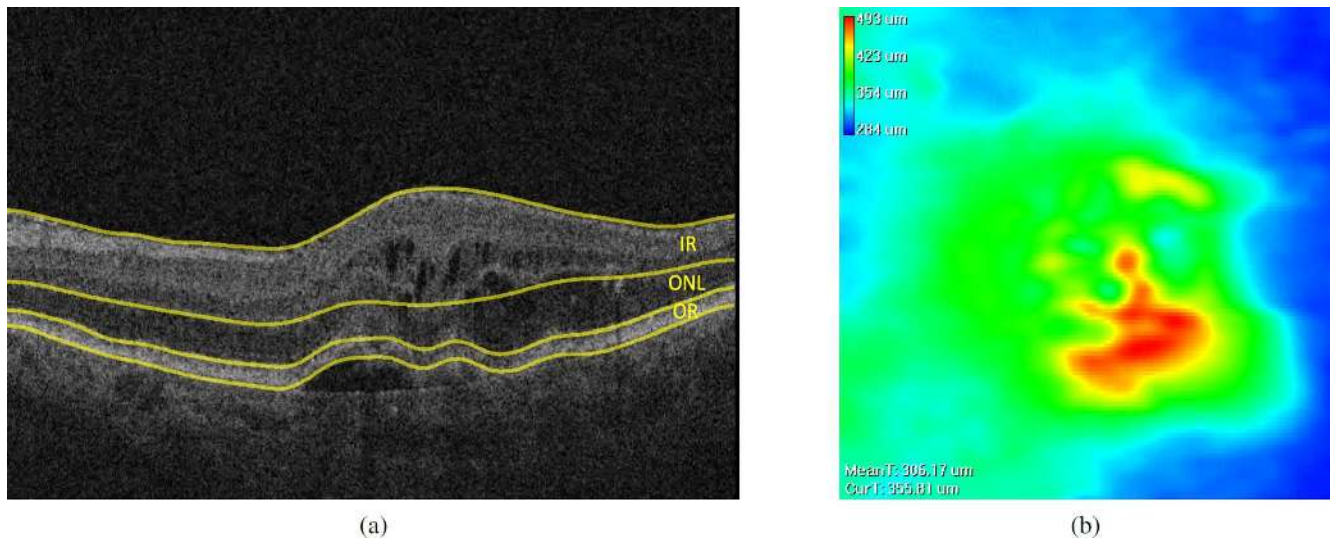 IR
ONL
OR
(a)
493 um
423 um
354 um
284 um
MeanT: 306.17 um
CurT: 355.81 um
(b)